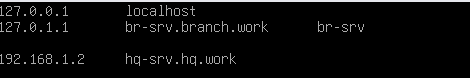 127.0.0.1 localhost
127.0.1.1 br-srv.branch.work br-srv
192.168.1.2 hq-srv.hq.work